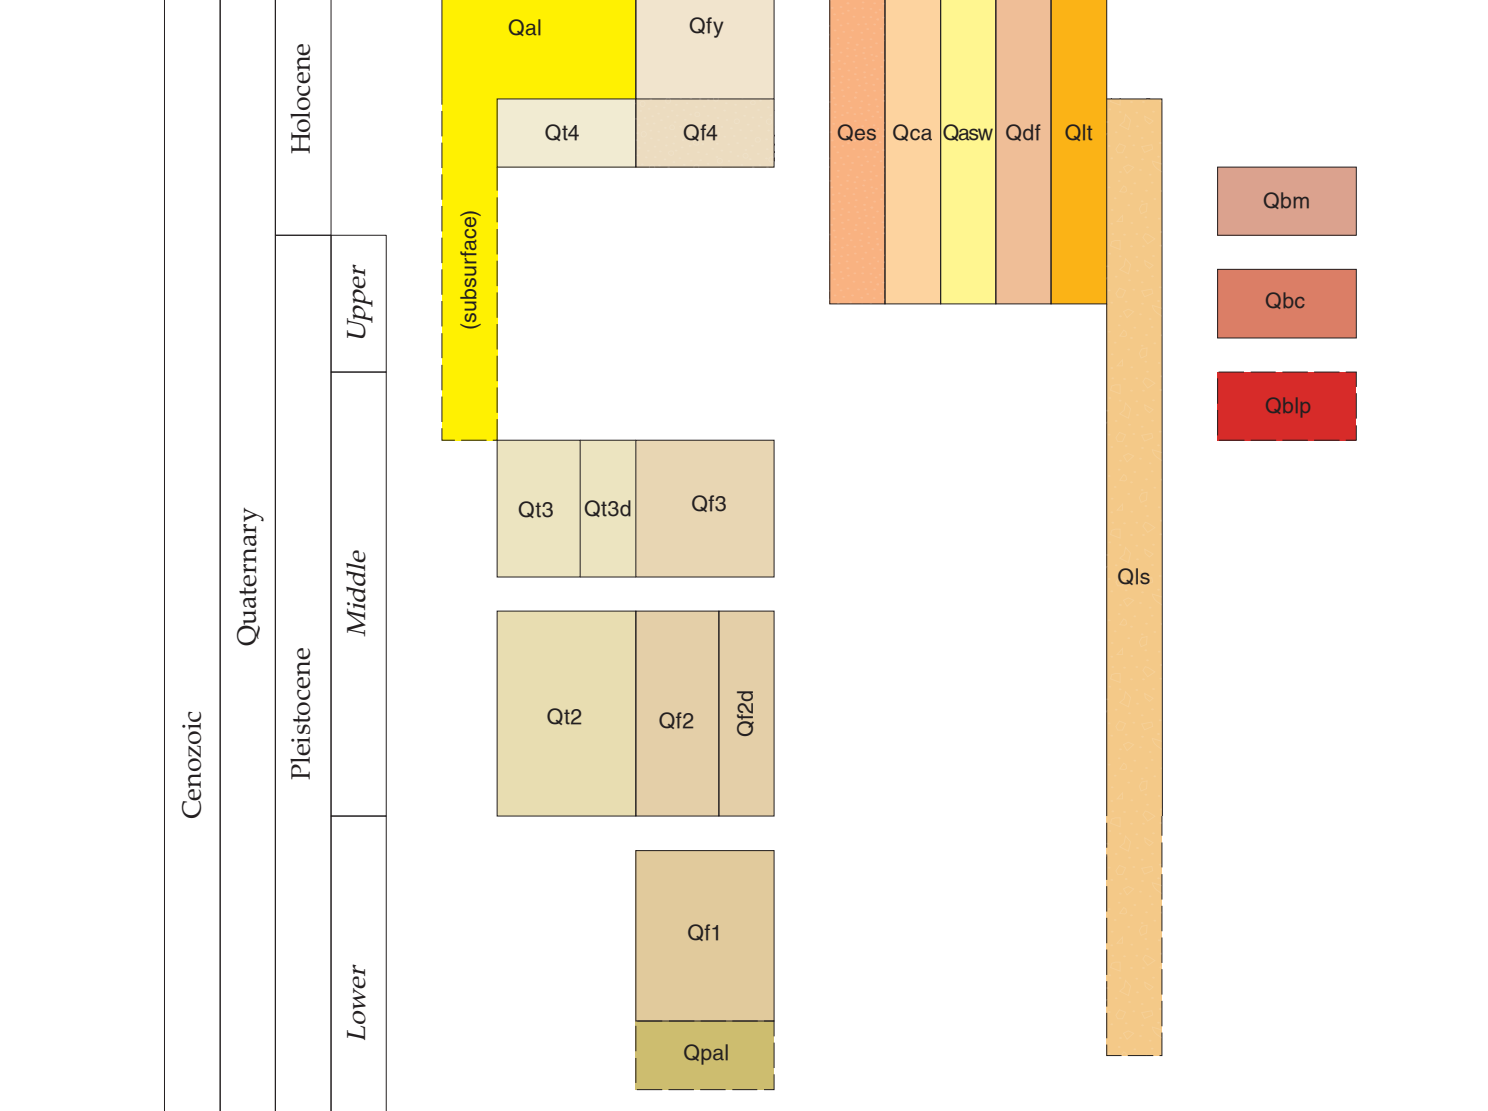 Cenozoic
Quaternary
Holocene
Pleistocene
Upper
Middle
Lower
Qal
Qfy
Qt4
Qf4
(subsurface)
Qt3
Qt3d
Qf3
Qt2
Qf2
Qf2d
Qf1
Qpal
Qes
Qca
Qasw
Qdf
Qlt
Qls
Qbm
Qbc
Qblp